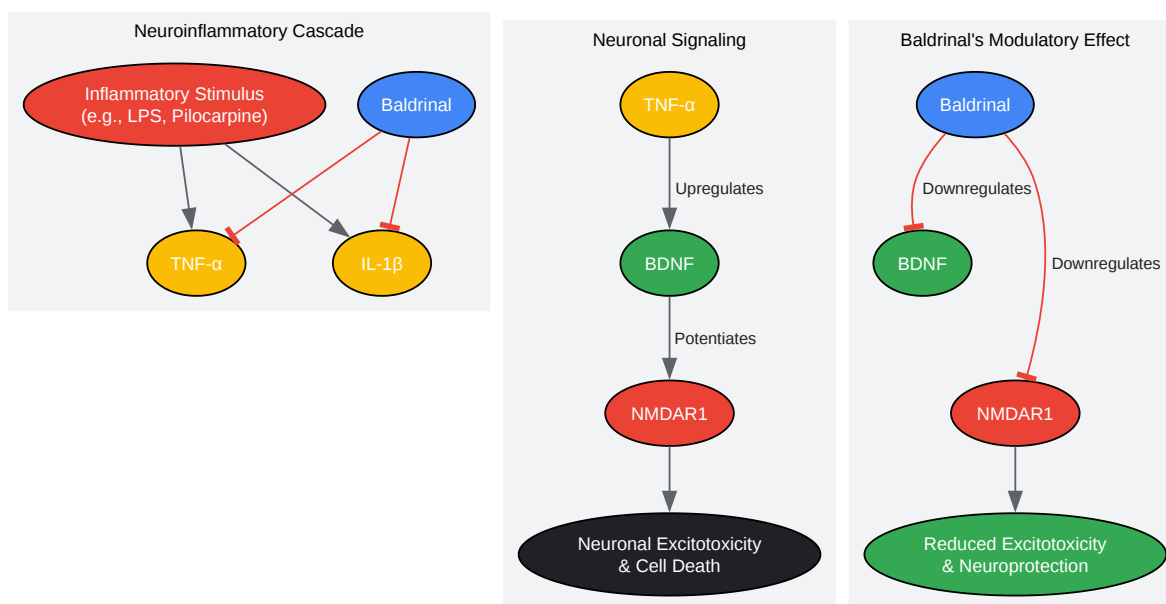 Neuroinflammatory Cascade
Inflammatory Stimulus
(e.g., LPS, Pilocarpine)
Baldrinal
TNF-α
IL-1β
Neuronal Signaling
TNF-α
Upregulates
BDNF
Potentiates
NMDAR1
Neuronal Excitotoxicity
& Cell Death
Baldrinal's Modulatory Effect
Baldrinal
Downregulates
BDNF
Downregulates
NMDAR1
Reduced Excitotoxicity
& Neuroprotection